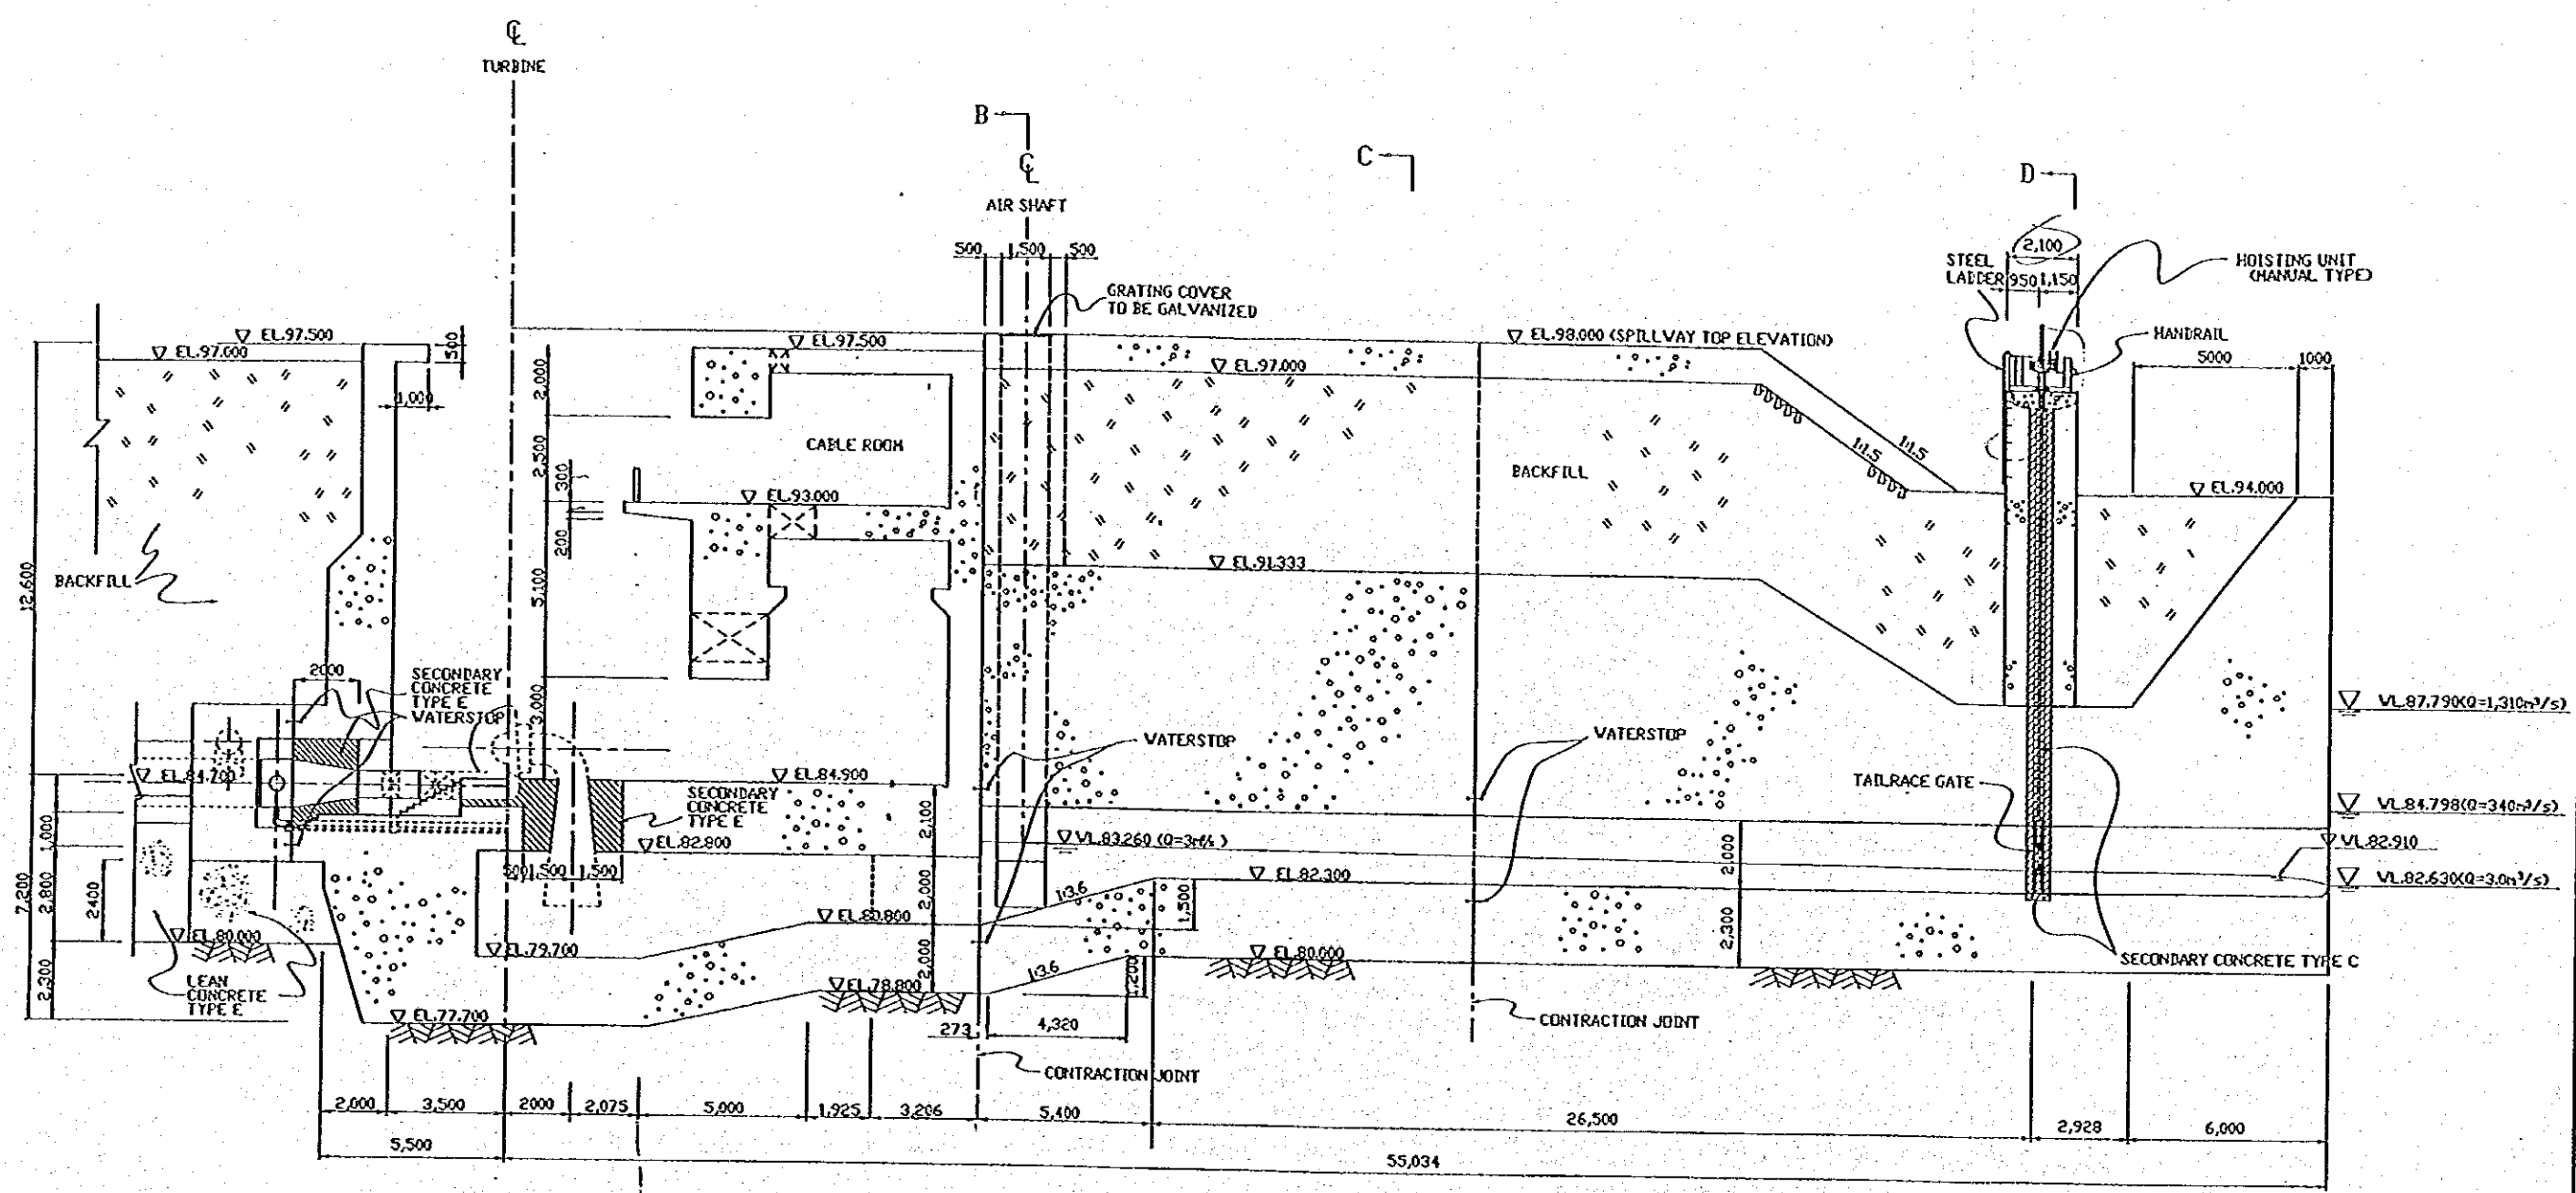 ℄
TURBINE
B
℄
AIR SHAFT
C
D
500
1,500
500
2,100
STEEL
LADDER
950
1,150
HOISTING UNIT
(MANUAL TYPE)
GRATING COVER
TO BE GALVANIZED
HANDRAIL
5000
1000
EL.97.500
EL.97.000
500
1,000
EL.97.500
2,000
EL.98.000 (SPILLWAY TOP ELEVATION)
EL.97.000
CABLE ROOM
2,500
300
EL.93.000
200
1:1.5
1:1.5
BACKFILL
EL.94.000
EL.91.333
12,600
BACKFILL
5,100
2000
SECONDARY
CONCRETE
TYPE E
WATERSTOP
3,000
WATERSTOP
WATERSTOP
WL.87.790(Q=1,310m³/s)
EL.84.700
EL.84.900
SECONDARY
CONCRETE
TYPE E
TAILRACE GATE
WL.84.798(Q=340m³/s)
1,000
2,100
EL.82.800
WL.83.260
2,000
WL.82.910
7,200
2,800
2400
500
1,500
1,500
2,000
1:3.6
EL.82.300
1,500
WL.82.630(Q=3.0m³/s)
EL.80.800
EL.80.000
EL.79.700
2,300
2,300
LEAN
CONCRETE
TYPE E
EL.78.800
2,000
1:3.6
1,200
EL.80.000
SECONDARY CONCRETE TYPE C
EL.77.700
273
4,320
CONTRACTION JOINT
CONTRACTION JOINT
2,000
3,500
2000
2,075
5,000
1,925
3,206
5,400
26,500
2,928
6,000
5,500
55,034